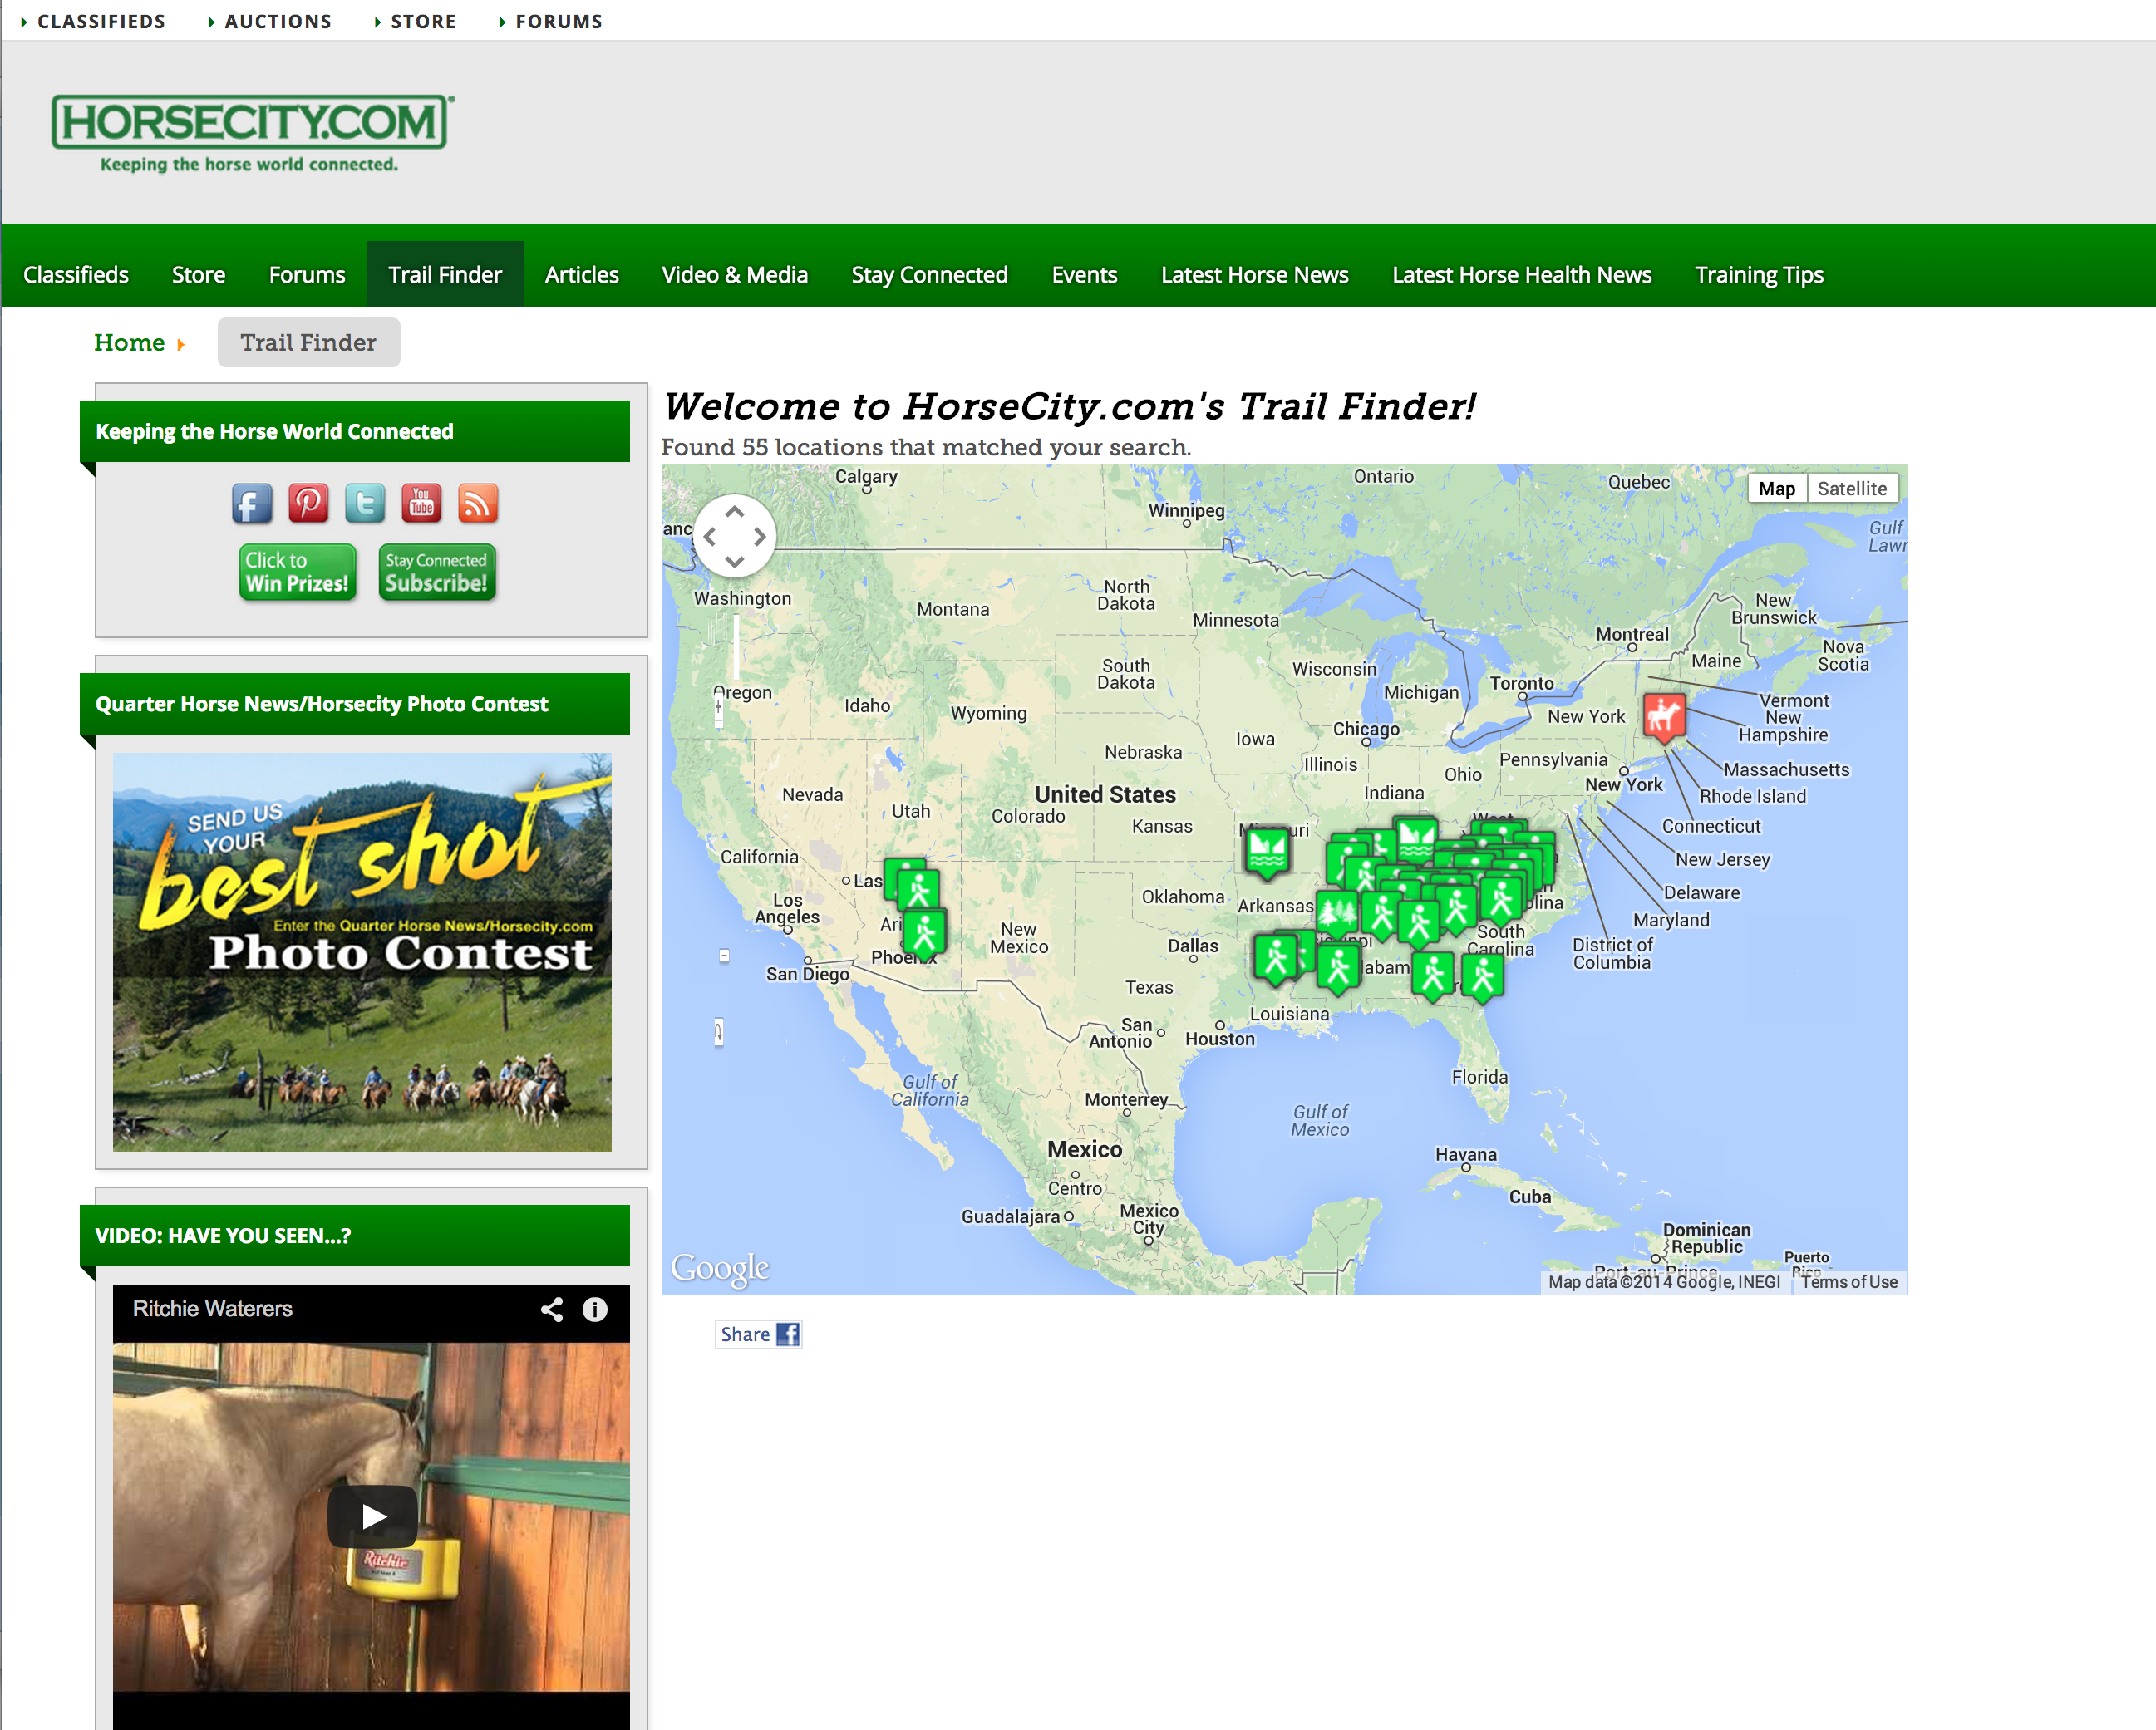 CLASSIFIEDS AUCTIONS STORE FORUMS
HORSECITY.COM
Keeping the horse world connected.
Classifieds Store Forums Trail Finder Articles Video & Media Stay Connected Events Latest Horse News Latest Horse Health News Training Tips
Home Trail Finder
Keeping the Horse World Connected
You
Tube
Click to
Win Prizes!
Stay Connected
Subscribe!
Quarter Horse News/Horsecity Photo Contest
SEND US
YOUR
best shot
Enter the Quarter Horse News/Horsecity.com
Photo Contest
VIDEO: HAVE YOU SEEN...?
Ritchie Waterers
Ritchie
Welcome to HorseCity.com's Trail Finder!
Found 55 locations that matched your search.
Map Satellite
Calgary
Ontario
Quebec
Winnipeg
Gulf
Washington
Montana
North
Dakota
Minnesota
New
Brunswick
Montreal
Maine
Nova
Scotia
Oregon
Idaho
South
Dakota
Wisconsin
Michigan
Toronto
Vermont
New
Hampshire
Wyoming
New York
Iowa
Chicago
Nebraska
Illinois
Ohio
Pennsylvania
Massachusetts
New York
Rhode Island
Nevada
United States
Indiana
Utah
Colorado
Kansas
Connecticut
California
New Jersey
Las
Oklahoma
Arkansas
Delaware
Los
Angeles
Maryland
New
Mexico
Dallas
South
Carolina
District of
Columbia
Phoenix
San Diego
Texas
Louisiana
San
Antonio
Houston
Florida
Gulf of
California
Monterrey
Gulf of
Mexico
Mexico
Havana
Centro
Cuba
Guadalajara
Mexico
City
Dominican
Republic
Puerto
Google
Map data ©2014 Google, INEGI
Terms of Use
Share